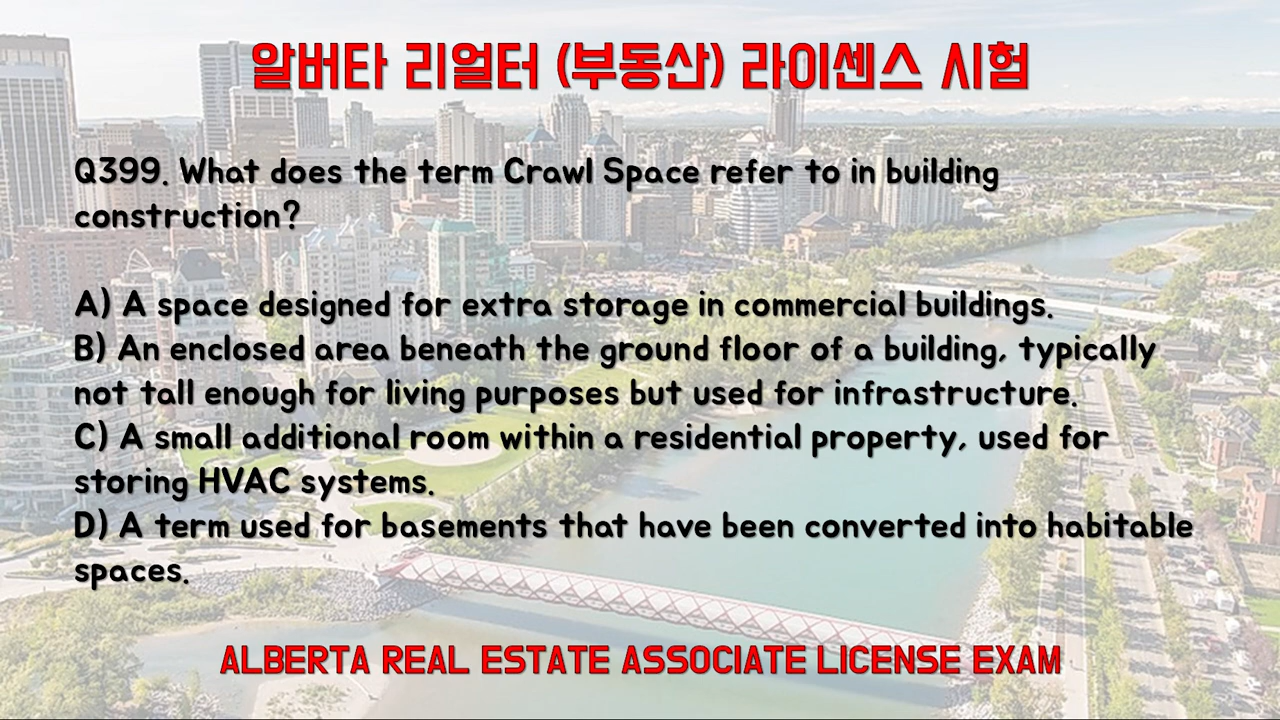 알버타 리얼터 (부동산) 라이센스 시험
Q399. What does the term Crawl Space refer to in building
construction?
A) A space designed for extra storage in commercial buildings.
B) An enclosed area beneath the ground floor of a building, typically
not tall enough for living purposes but used for infrastructure.
C) A small additional room within a residential property, used for
storing HVAC systems.
D) A term used for basements that have been converted into habitable
spaces.
ALBERTA REAL ESTATE ASSOCIATE LICENSE EXAM